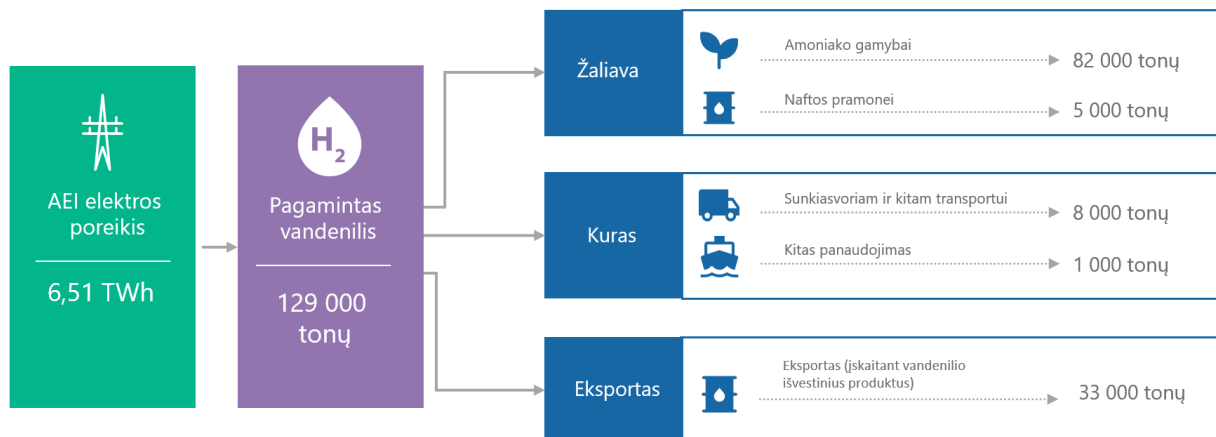 AEI elektros
poreikis
6,51 TWh
H2
Pagamintas
vandenilis
129 000
tonų
Žaliava
Amoniako gamybai
82 000 tonų
Naftos pramonei
5 000 tonų
Kuras
Sunkiasvoriam ir kitam transportui
8 000 tonų
Kitas panaudojimas
1 000 tonų
Eksportas
Eksportas (įskaitant vandenilio
išvestinius produktus)
33 000 tonų